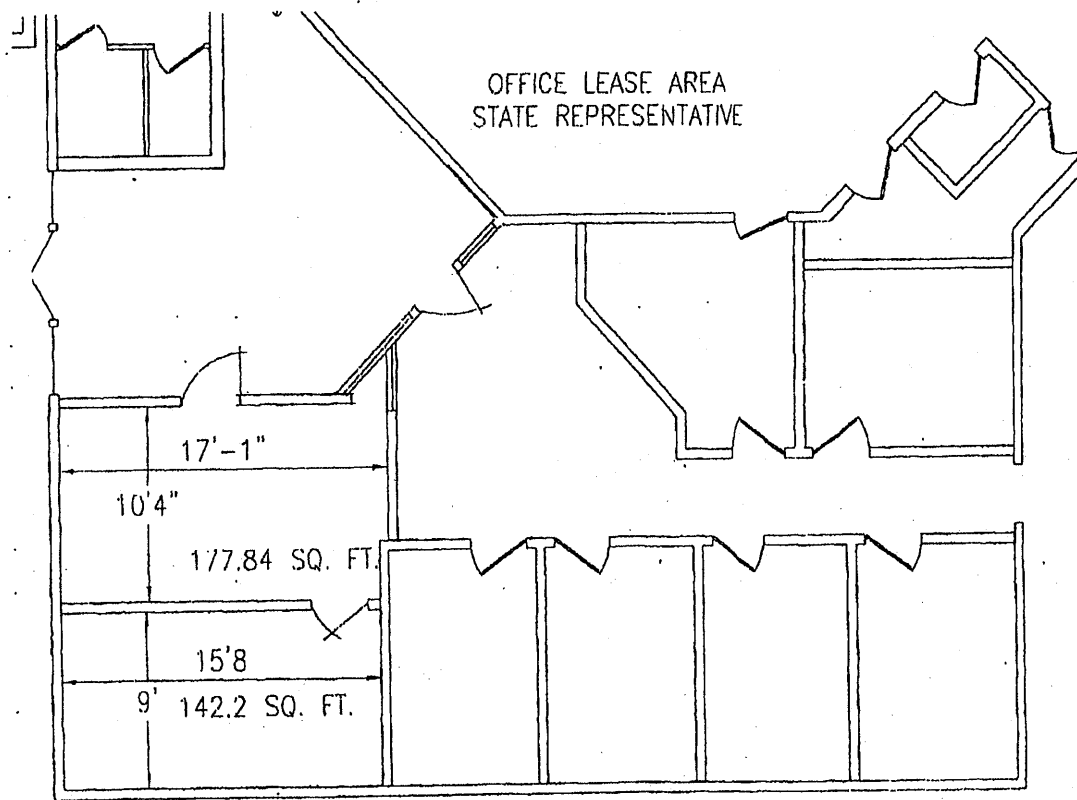 OFFICE LEASE AREA
STATE REPRESENTATIVE
17'-1"
10'4"
177.84 SQ. FT.
15'8
9'
142.2 SQ. FT.